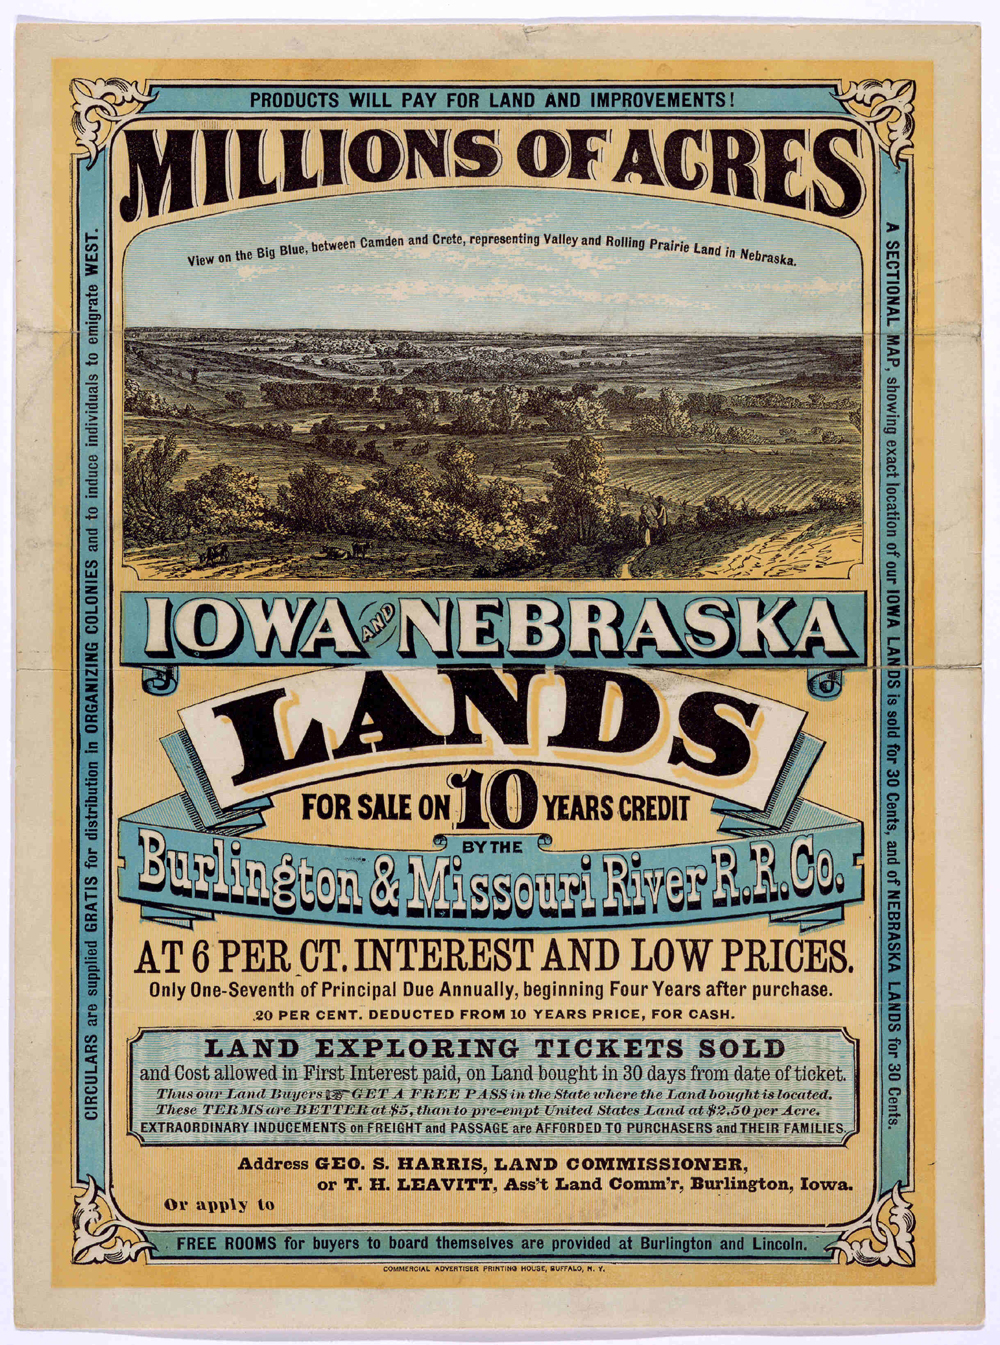 PRODUCTS WILL PAY FOR LAND AND IMPROVEMENTS!
MILLIONS OF ACRES
View on the Big Blue, between Camden and Crete, representing Valley and Rolling Prairie Land in Nebraska.
CIRCULARS are supplied GRATIS for distribution in ORGANIZING COLONIES and to induce individuals to emigrate WEST.
A SECTIONAL MAP, showing exact location of our IOWA LANDS is sold for 30 Cents, and of NEBRASKA LANDS for 30 Cents.
IOWA AND NEBRASKA
LANDS
FOR SALE ON 10 YEARS CREDIT
BY THE
Burlington & Missouri River R.R.Co.
AT 6 PER CT. INTEREST AND LOW PRICES.
Only One-Seventh of Principal Due Annually, beginning Four Years after purchase.
20 PER CENT. DEDUCTED FROM 10 YEARS PRICE, FOR CASH.
LAND EXPLORING TICKETS SOLD
and Cost allowed in First Interest paid, on Land bought in 30 days from date of ticket.
Thus our Land Buyers ☞ GET A FREE PASS in the State where the Land bought is located.
These TERMS are BETTER at $5, than to pre-empt United States Land at $2.50 per Acre.
EXTRAORDINARY INDUCEMENTS on FREIGHT and PASSAGE are AFFORDED TO PURCHASERS and THEIR FAMILIES.
Address GEO. S. HARRIS, LAND COMMISSIONER,
or T. H. LEAVITT, Ass't Land Comm'r, Burlington, Iowa.
Or apply to
FREE ROOMS for buyers to board themselves are provided at Burlington and Lincoln.
COMMERCIAL ADVERTISER PRINTING HOUSE, BUFFALO, N. Y.